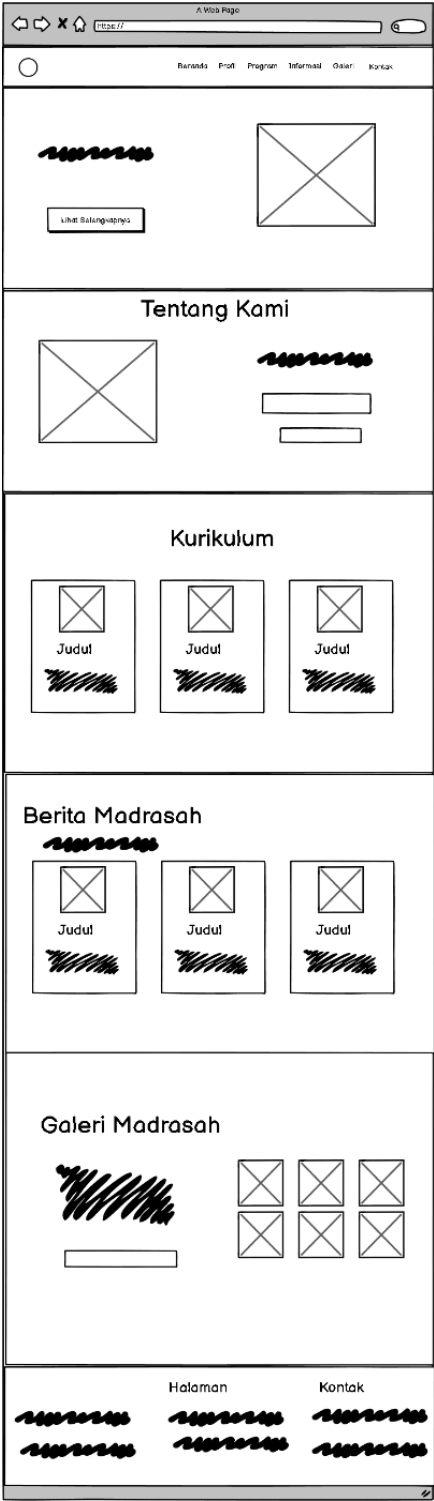 A Web Page
https://
Beranda Profil Program Informasi Galeri Kontak
Lihat Selengkapnya
Tentang Kami
Kurikulum
Judul Judul Judul
Berita Madrasah
Judul Judul Judul
Galeri Madrasah
Halaman Kontak